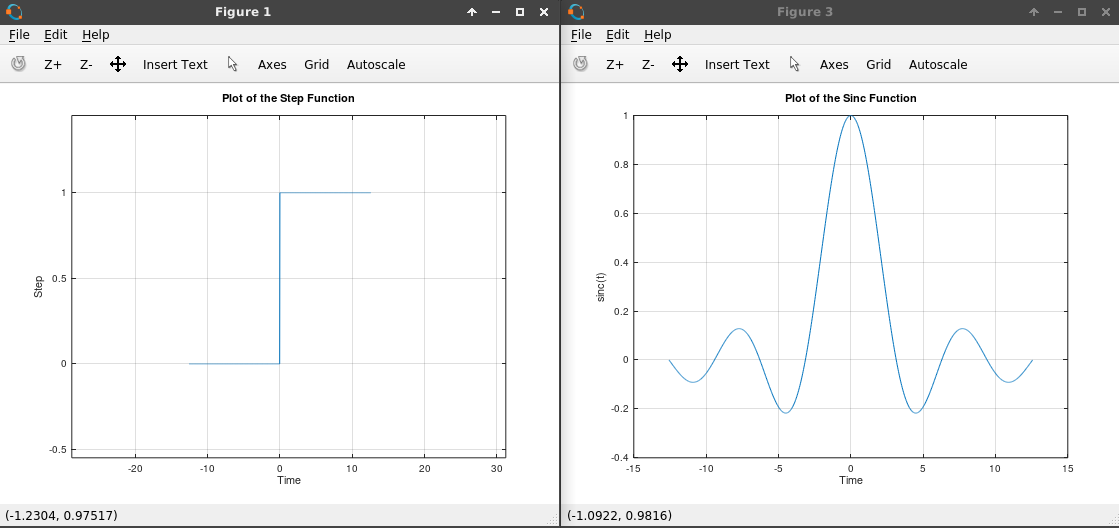 Figure 1
File Edit Help
Z+ Z- Insert Text Axes Grid Autoscale
Plot of the Step Function
Step
1
0.5
0
-0.5
-20 -10 0 10 20 30
Time
(-1.2304, 0.97517)
Figure 3
File Edit Help
Z+ Z- Insert Text Axes Grid Autoscale
Plot of the Sinc Function
sinc(t)
1
0.8
0.6
0.4
0.2
0
-0.2
-0.4
-15 -10 -5 0 5 10 15
Time
(-1.0922, 0.9816)